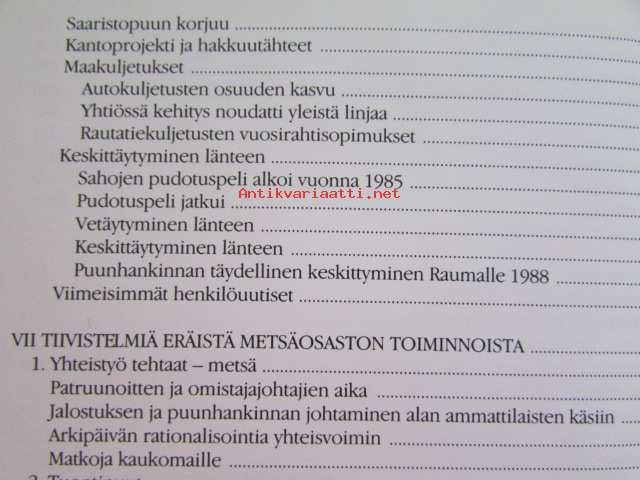 Saaristopuun korjuu
Kantoprojekti ja hakkuutähteet
Maakuljetukset
Autokuljetusten osuuden kasvu
Yhtiössä kehitys noudatti yleistä linjaa
Rautatiekuljetusten vuosirahtisopimukset
Keskittäytyminen länteen
Sahojen pudotuspeli alkoi vuonna 1985
Antikvariaatti.net
Pudotuspeli jatkui
Vetäytyminen länteen
Keskittäytyminen länteen
Puunhankinnan täydellinen keskittyminen Raumalle 1988
Viimeisimmät henkilöuutiset
VII TIIVISTELMIÄ ERÄISTÄ METSÄOSASTON TOIMINNOISTA
1. Yhteistyö tehtaat – metsä
Patruunoitten ja omistajajohtajien aika
Jalostuksen ja puunhankinnan johtaminen alan ammattilaisten käsiin
Arkipäivän rationalisointia yhteisvoimin
Matkoja kaukomaille